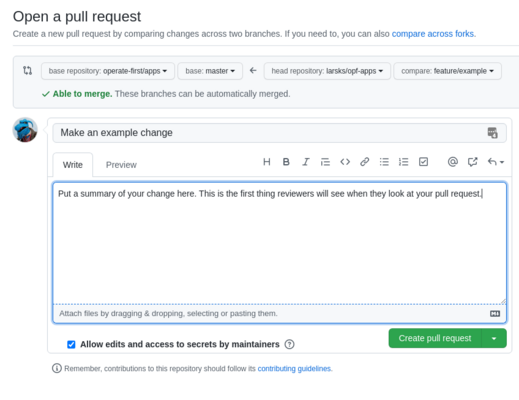 Open a pull request
Create a new pull request by comparing changes across two branches. If you need to, you can also compare across forks.
base repository: operate-first/apps
base: master
head repository: larsks/opf-apps
compare: feature/example
Able to merge. These branches can be automatically merged.
Make an example change
Write
Preview
Put a summary of your change here. This is the first thing reviewers will see when they look at your pull request.
Attach files by dragging & dropping, selecting or pasting them.
Allow edits and access to secrets by maintainers
Create pull request
Remember, contributions to this repository should follow its contributing guidelines.